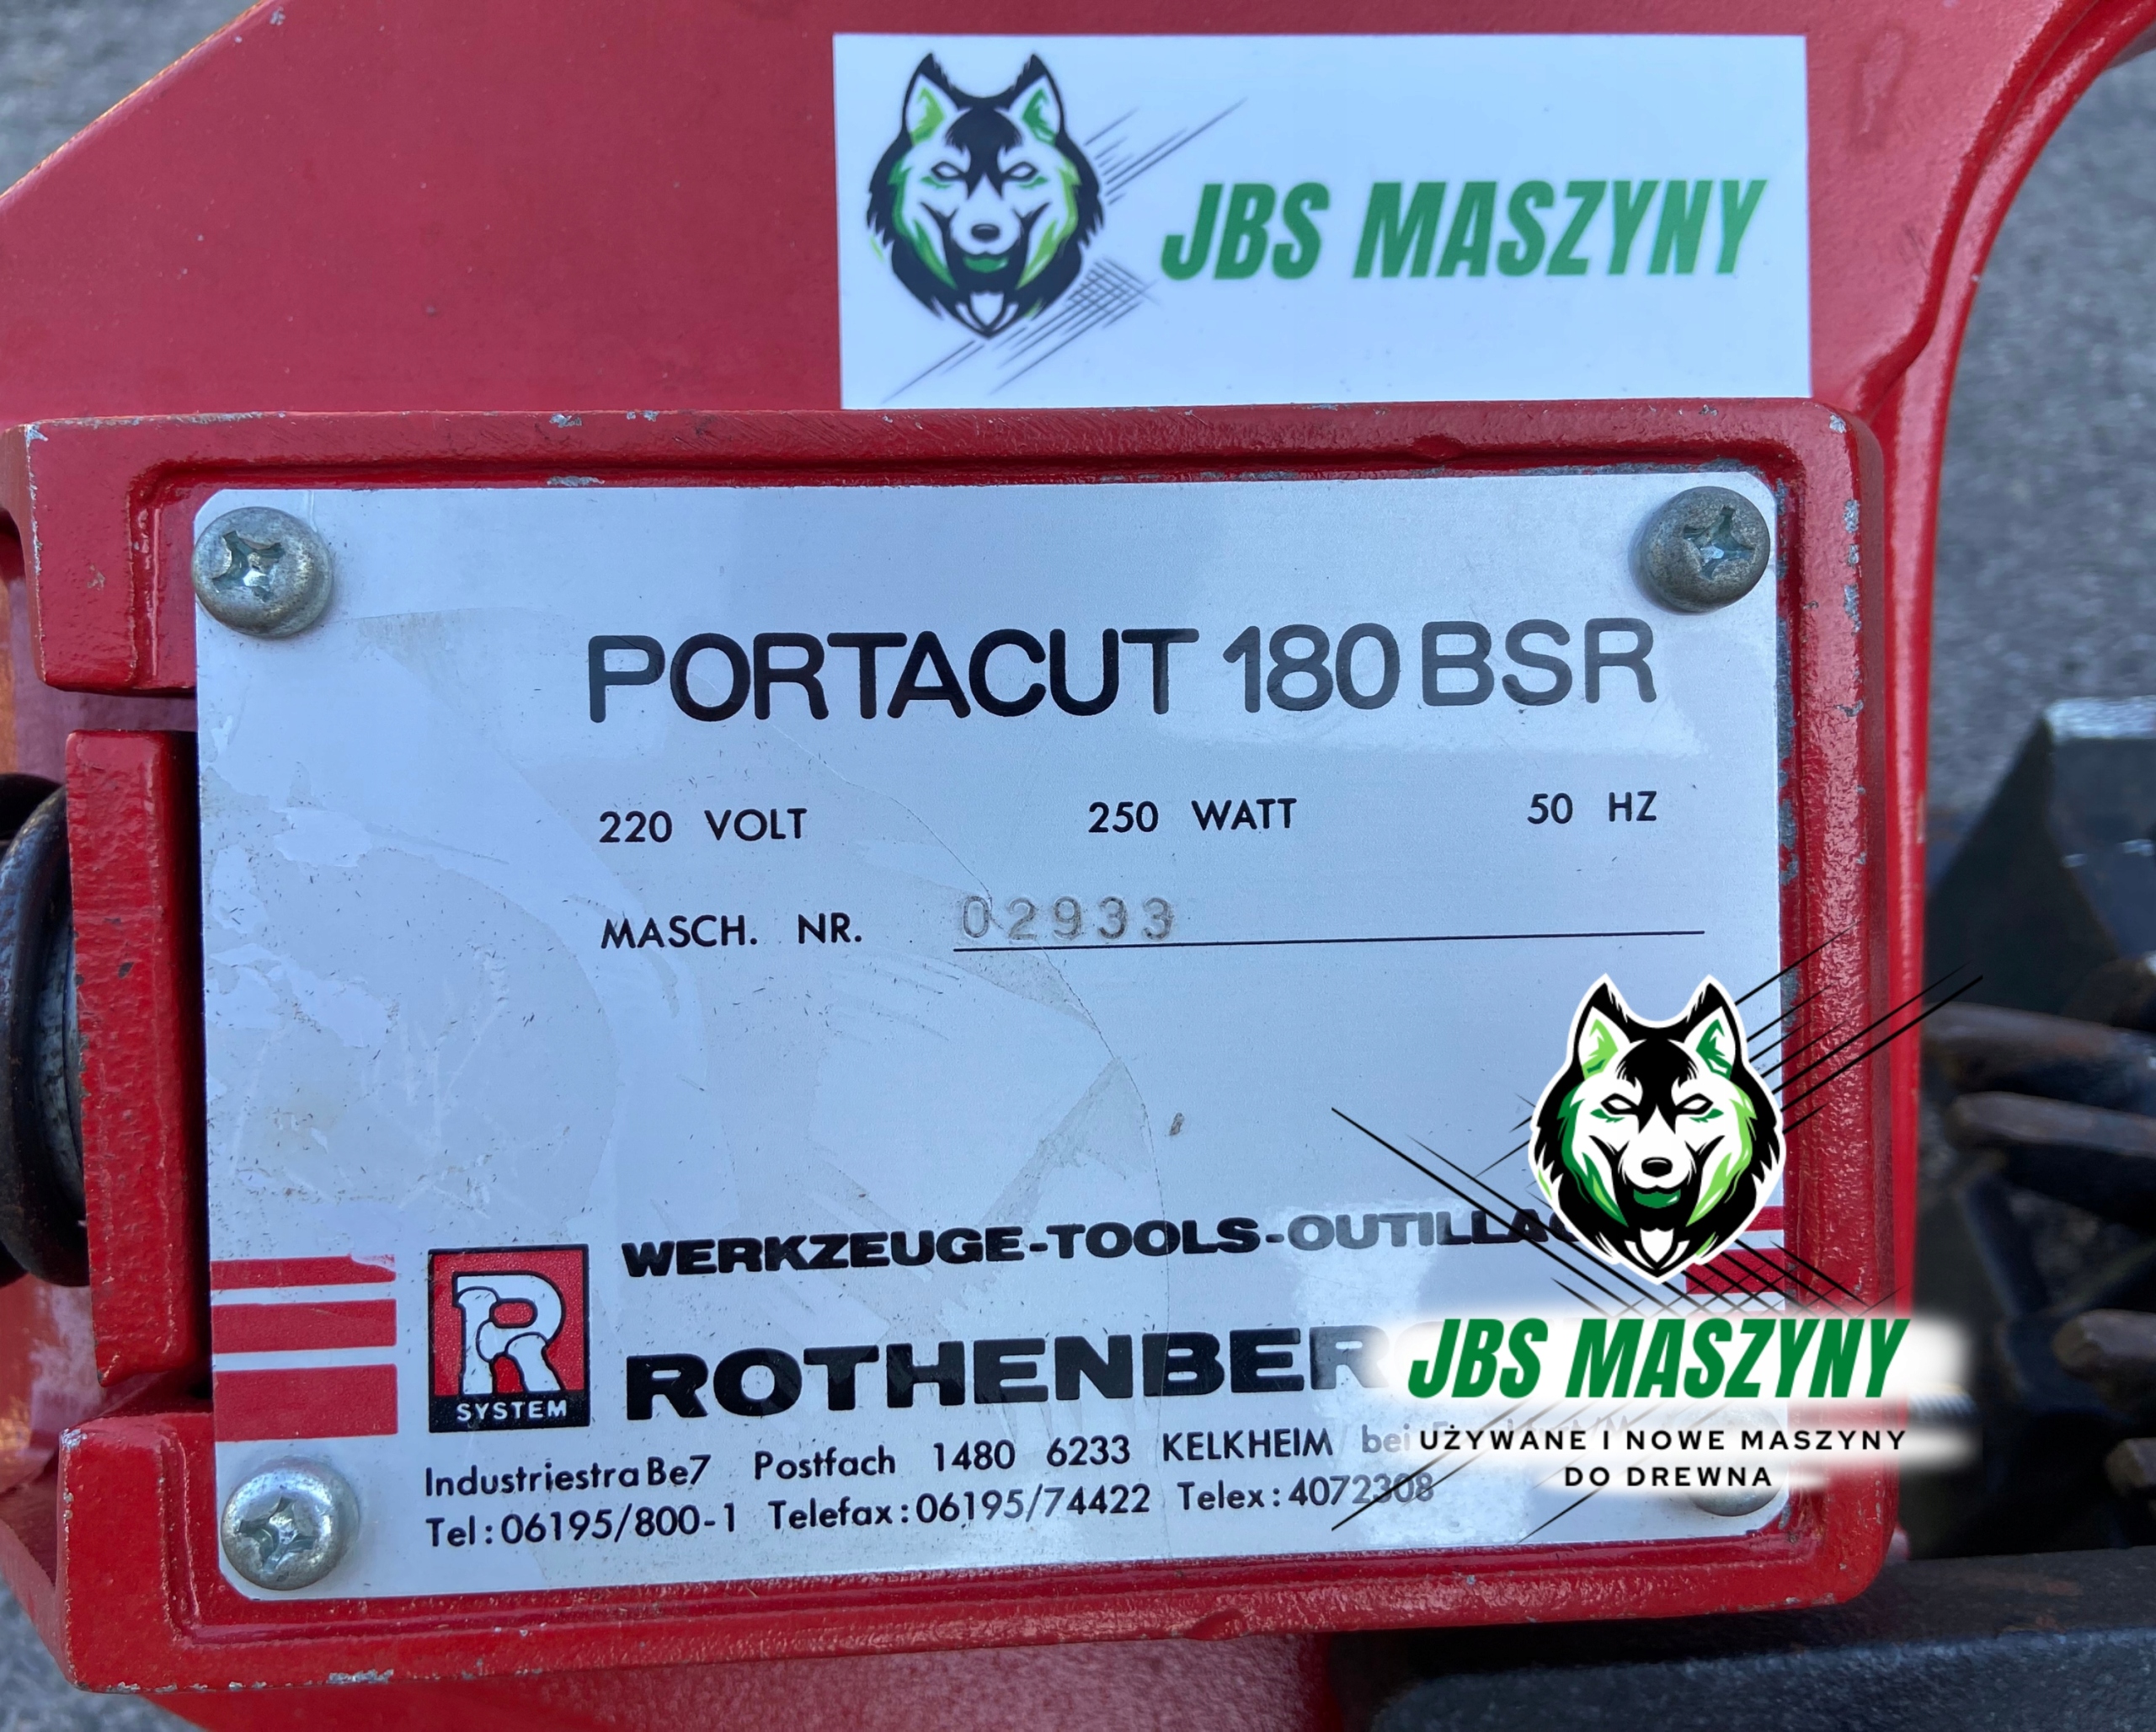 JBS MASZYNY
PORTACUT 180 BSR
220 VOLT 250 WATT 50 HZ
MASCH. NR. 02933
WERKZEUGE-TOOLS-OUTILLAG
R
SYSTEM
ROTHENBER
IndustriestraBe7 Postfach 1480 6233 KELKHEIM bei
Tel:06195/800-1 Telefax:06195/74422 Telex:4072308
JBS MASZYNY
UŻYWANE I NOWE MASZYNY
DO DREWNA